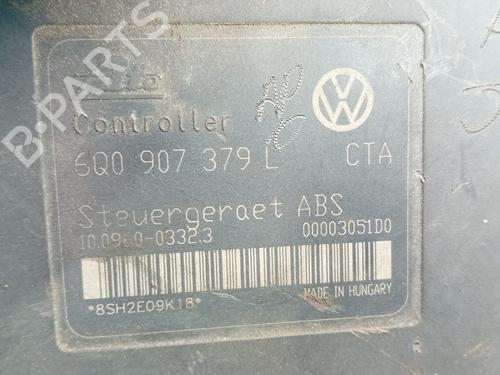 Controller
6Q0 907 379 L CTA
Steuergeraet ABS
10.0960-0332.3 00003051D0
*8SH2E09K18*
MADE IN HUNGARY
B-PARTS